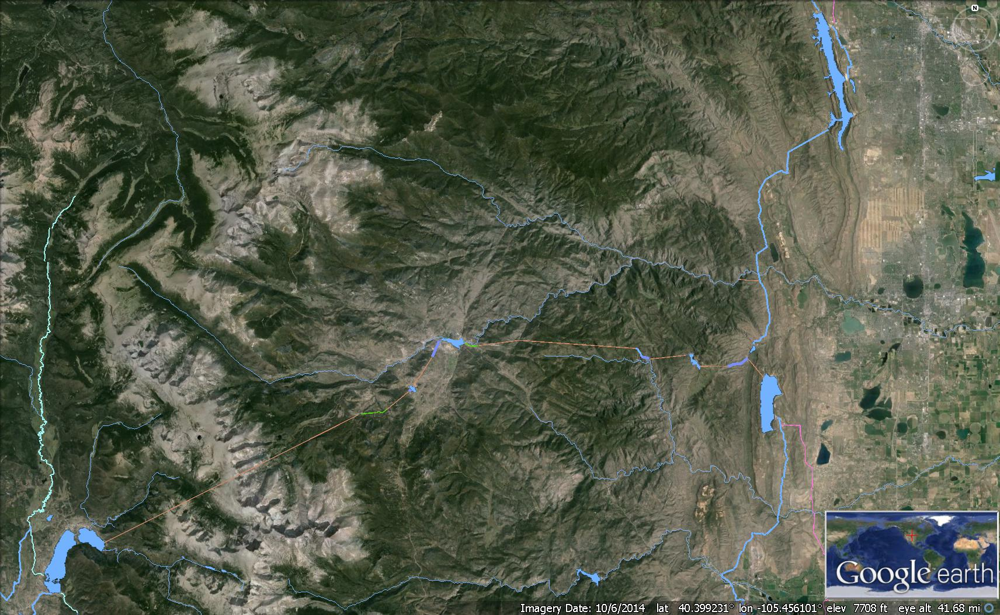 N
Google earth
Imagery Date: 10/6/2014 lat 40.399231° lon -105.456101° elev 7708 ft eye alt 41.68 mi